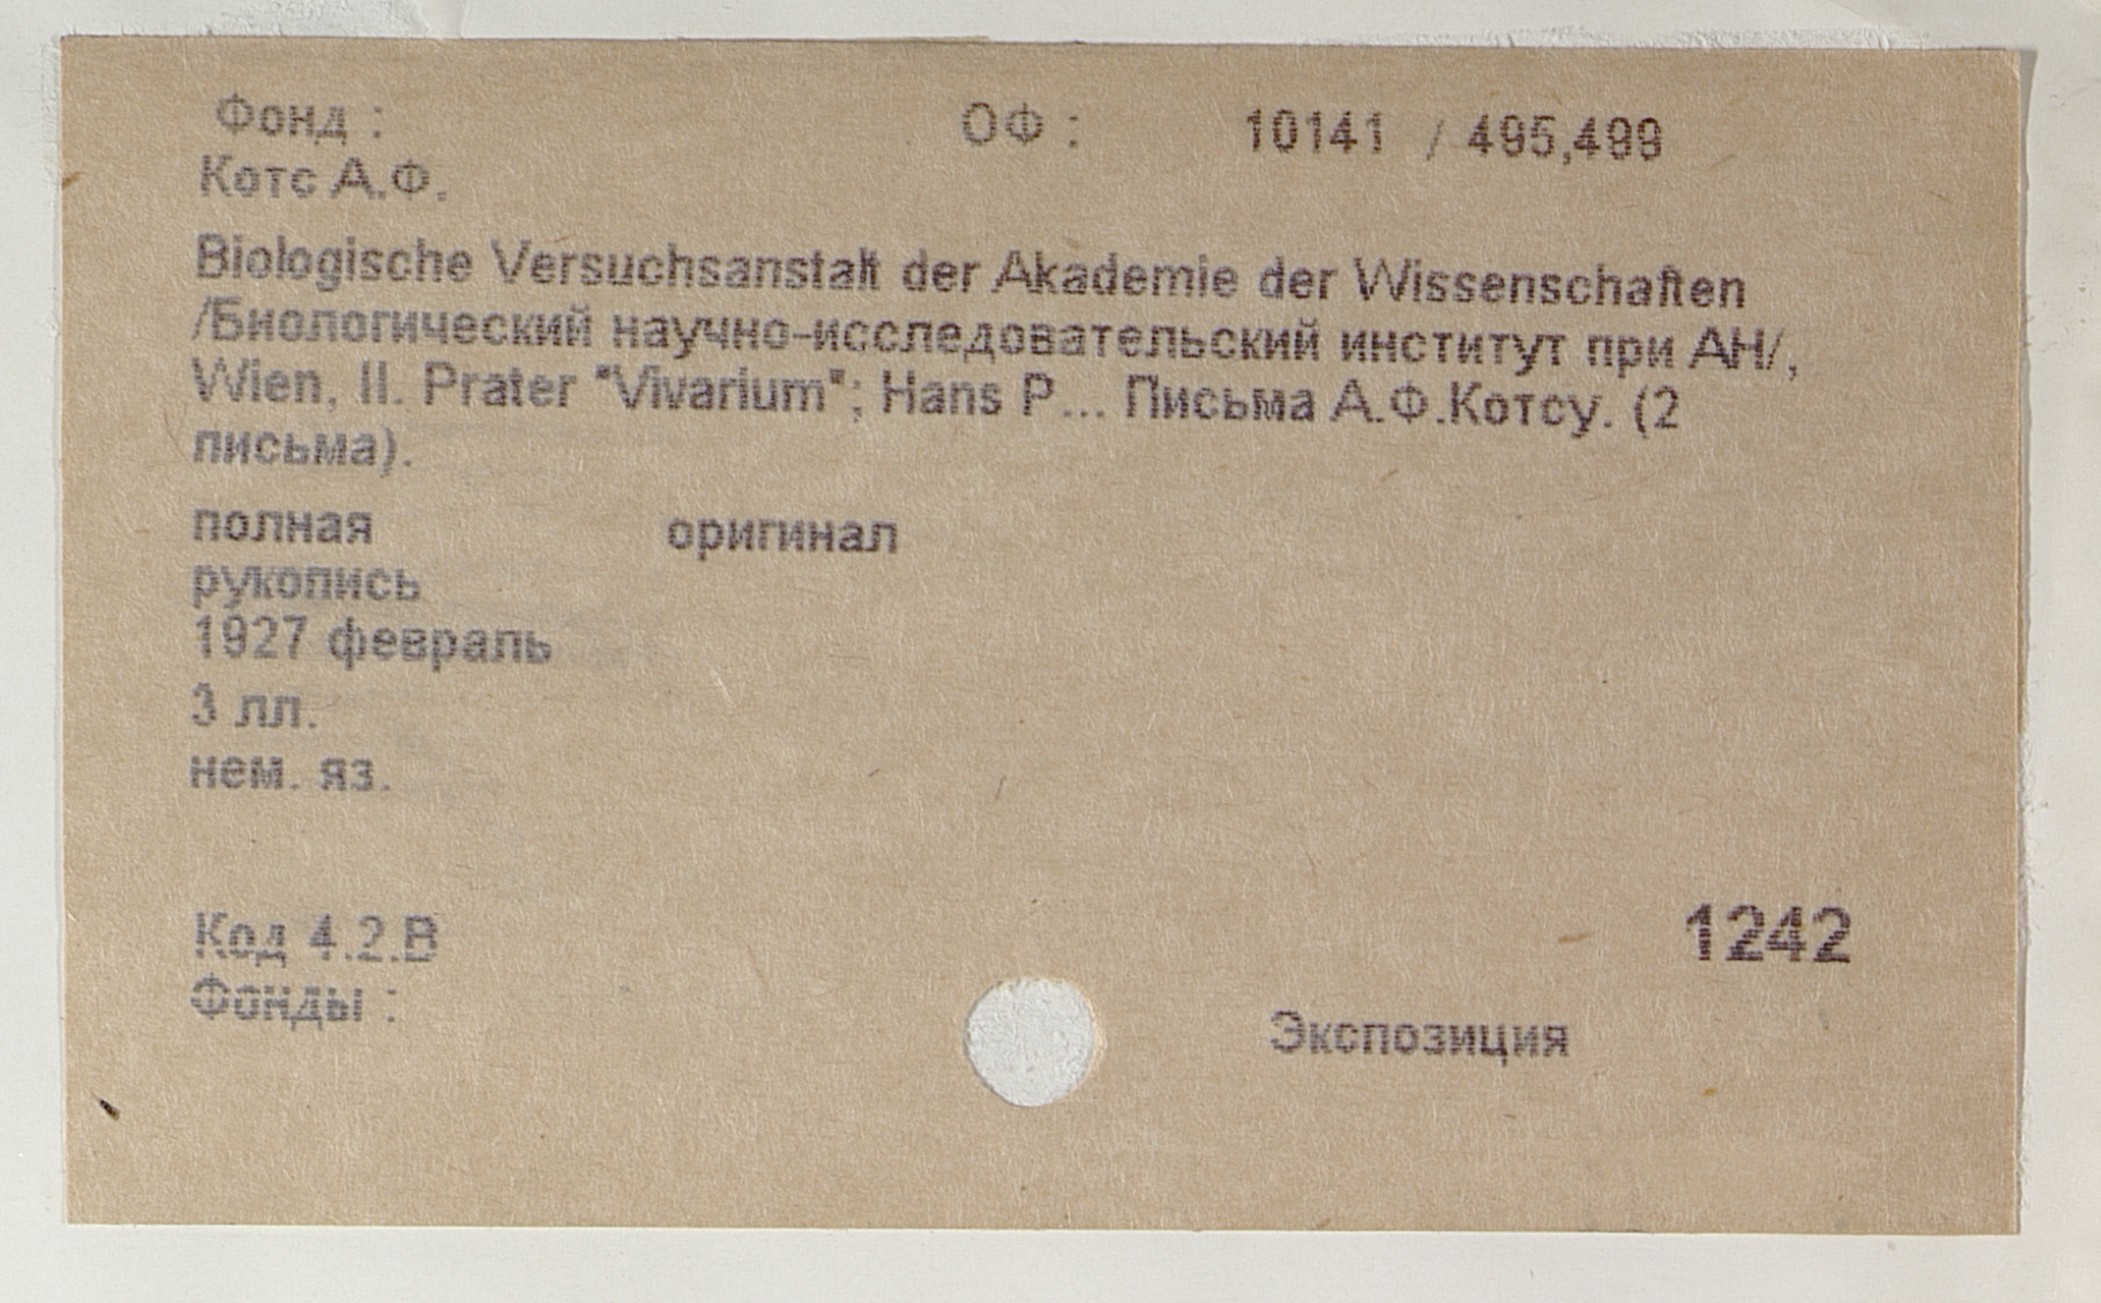 Фонд :
ОФ : 10141 / 495,499
Котс А.Ф.
Biologische Versuchsanstalt der Akademie der Wissenschaften
/Биологический научно-исследовательский институт при АН/,
Wien, II. Prater "Vivarium"; Hans P... Письма А.Ф.Котсу. (2
письма).
полная оригинал
рукопись
1927 февраль
3 лл.
нем. яз.
Код 4.2.В
1242
Фонды :
Экспозиция